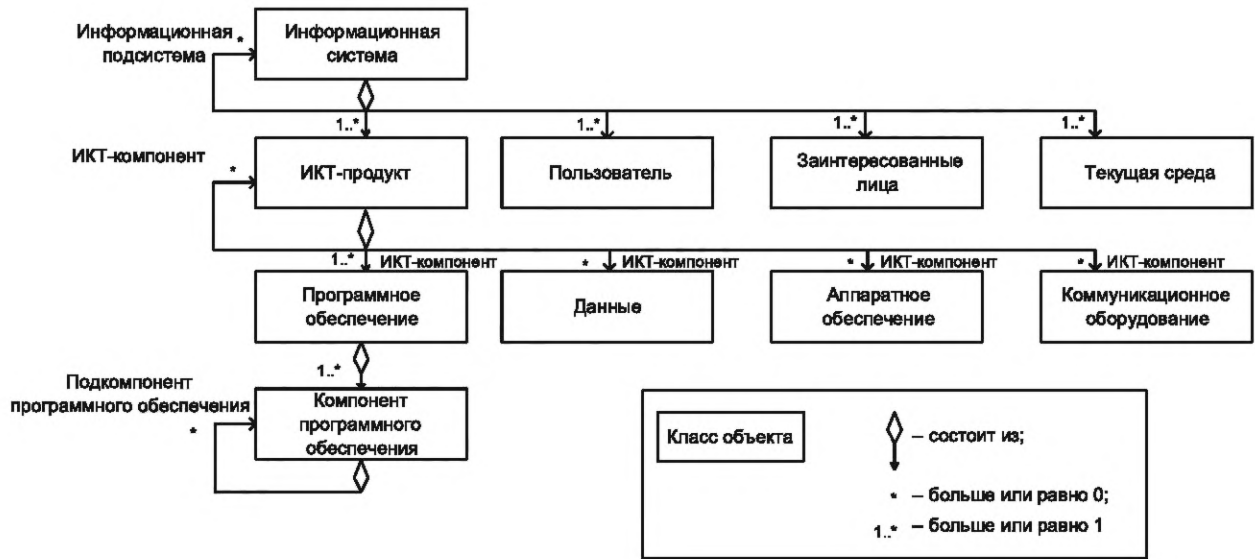 Информационная
подсистема
*
Информационная
система
1..*
1..*
1..*
1..*
ИКТ-компонент
*
ИКТ-продукт
Пользователь
Заинтересованные
лица
Текущая среда
1..*
ИКТ-компонент
*
ИКТ-компонент
*
ИКТ-компонент
*
ИКТ-компонент
Программное
обеспечение
Данные
Аппаратное
обеспечение
Коммуникационное
оборудование
1..*
Подкомпонент
программного обеспечения
*
Компонент
программного
обеспечения
Класс объекта
– состоит из;
* – больше или равно 0;
1..* – больше или равно 1